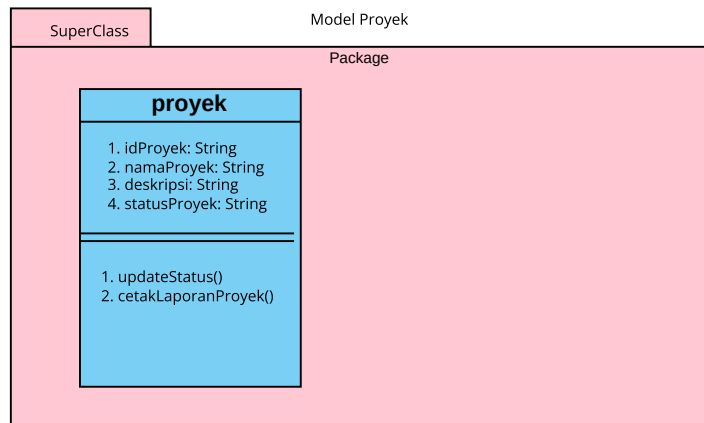 Model Proyek
SuperClass
Package
proyek
1. idProyek: String
2. namaProyek: String
3. deskripsi: String
4. statusProyek: String
1. updateStatus()
2. cetakLaporanProyek()